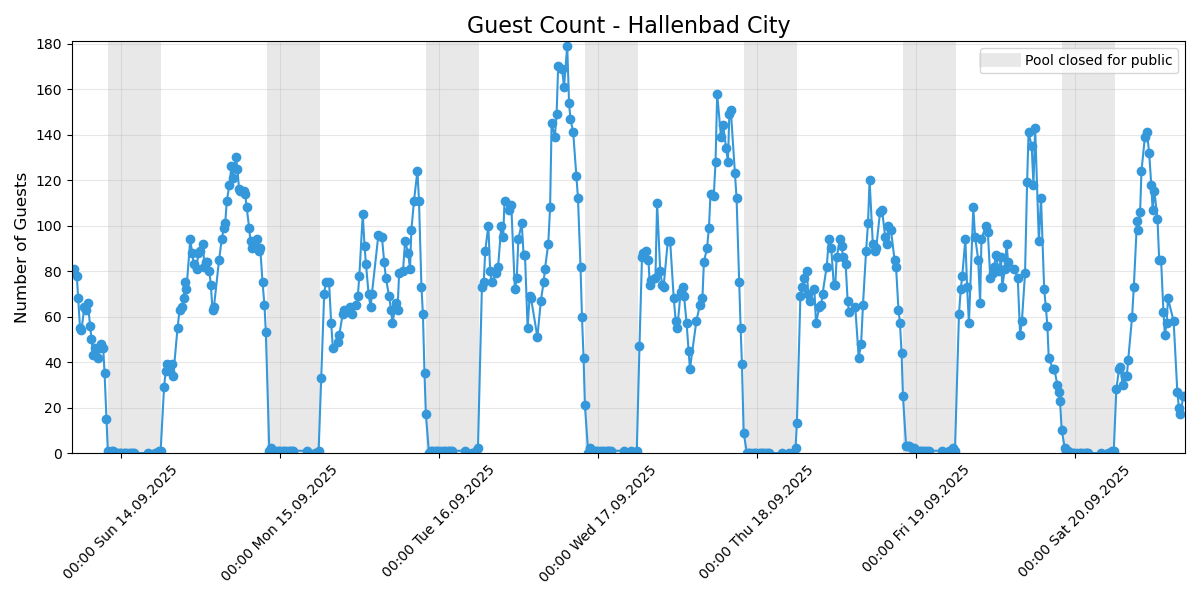 Guest Count - Hallenbad City
Pool closed for public
Number of Guests
180
160
140
120
100
80
60
40
20
0
00:00 Sun 14.09.2025
00:00 Mon 15.09.2025
00:00 Tue 16.09.2025
00:00 Wed 17.09.2025
00:00 Thu 18.09.2025
00:00 Fri 19.09.2025
00:00 Sat 20.09.2025